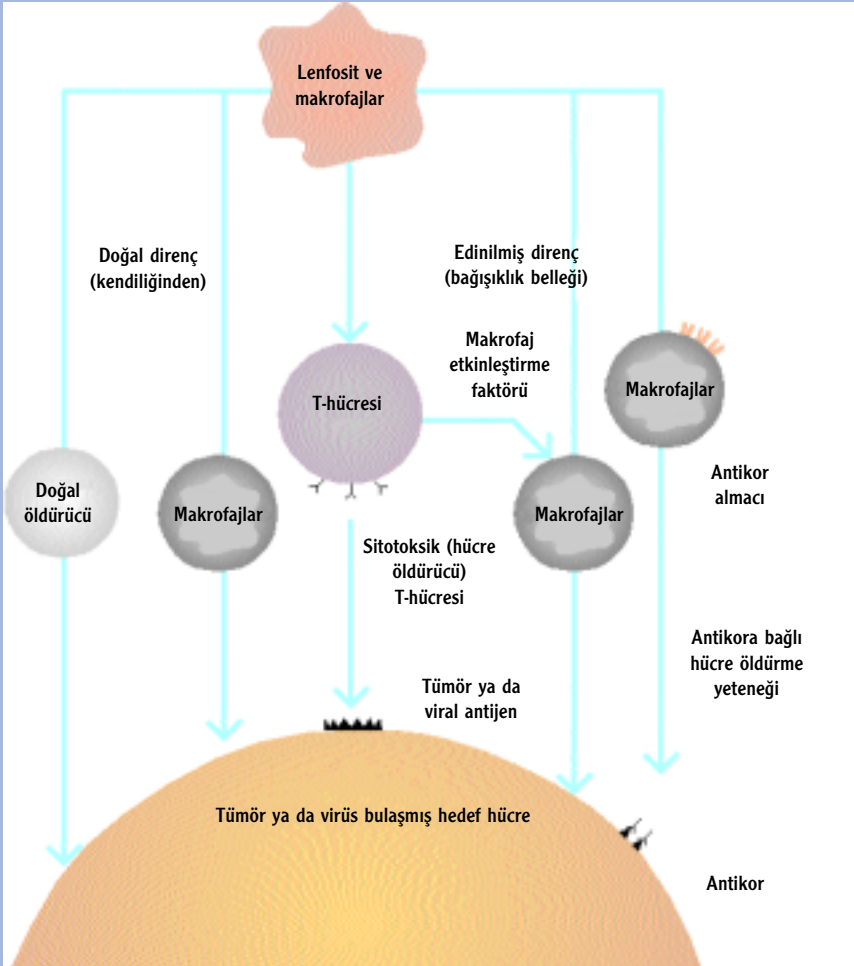 Lenfosit ve
makrofajlar
Doğal direnç
(kendiliğinden)
Edinilmiş direnç
(bağışıklık belleği)
Makrofaj
etkinleştirme
faktörü
T-hücresi
Makrofajlar
Doğal
öldürücü
Makrofajlar
Makrofajlar
Antikor
almacı
Sitotoksik (hücre
öldürücü)
T-hücresi
Antikora bağlı
hücre öldürme
yeteneği
Tümör ya da
viral antijen
Tümör ya da virüs bulaşmış hedef hücre
Antikor